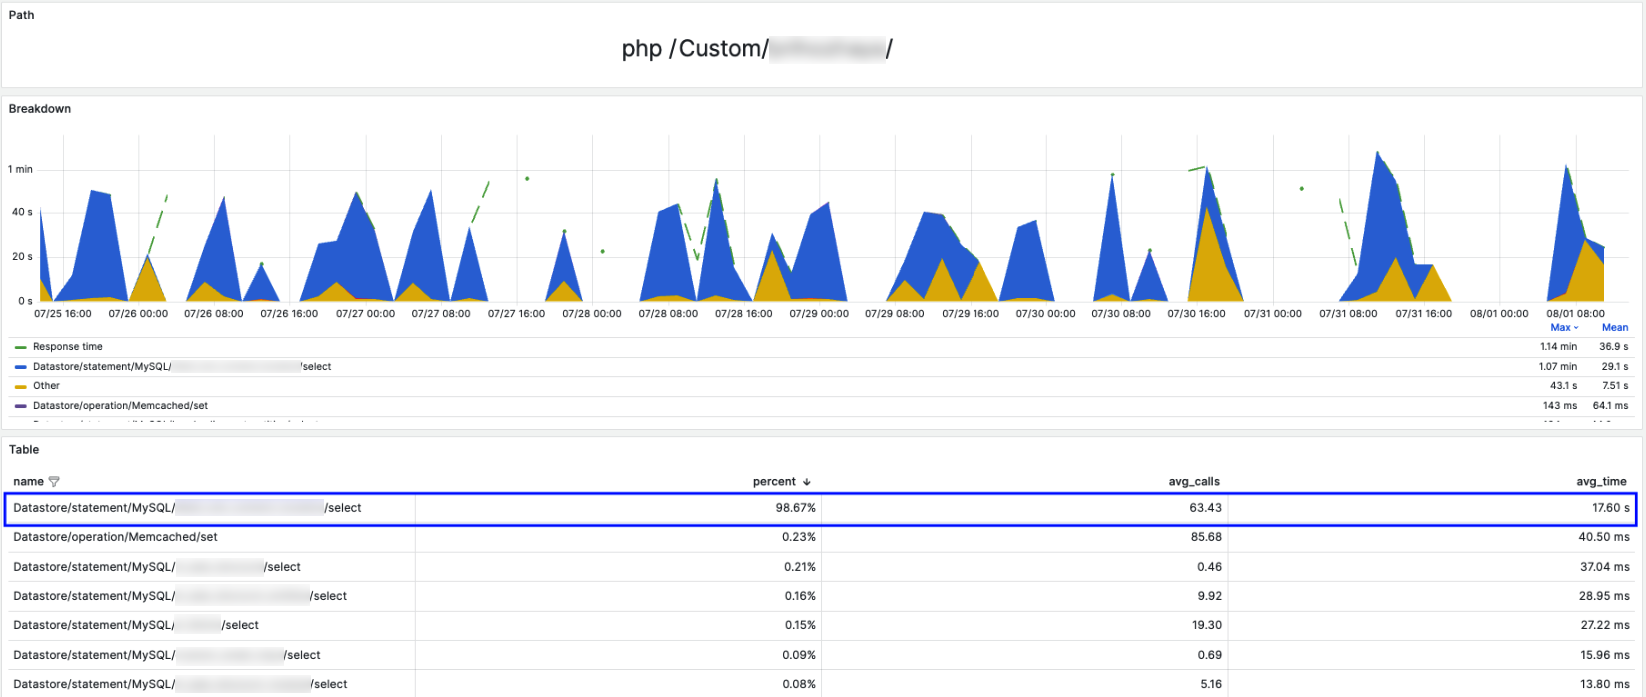 Path
php /Custom/ /
Breakdown
1 min
40 s
20 s
0 s
07/25 16:00 07/26 00:00 07/26 08:00 07/26 16:00 07/27 00:00 07/27 08:00 07/27 16:00 07/28 00:00 07/28 08:00 07/28 16:00 07/29 00:00 07/29 08:00 07/29 16:00 07/30 00:00 07/30 08:00 07/30 16:00 07/31 00:00 07/31 08:00 07/31 16:00 08/01 00:00 08/01 08:00
Max Mean
Response time 1.14 min 36.9 s
Datastore/statement/MySQL/ /select 1.07 min 29.1 s
Other 43.1 s 7.51 s
Datastore/operation/Memcached/set 143 ms 64.1 ms
Table
name percent ↓ avg_calls avg_time
Datastore/statement/MySQL/ /select 98.67% 63.43 17.60 s
Datastore/operation/Memcached/set 0.23% 85.68 40.50 ms
Datastore/statement/MySQL/ /select 0.21% 0.46 37.04 ms
Datastore/statement/MySQL/ /select 0.16% 9.92 28.95 ms
Datastore/statement/MySQL/ /select 0.15% 19.30 27.22 ms
Datastore/statement/MySQL/ /select 0.09% 0.69 15.96 ms
Datastore/statement/MySQL/ /select 0.08% 5.16 13.80 ms